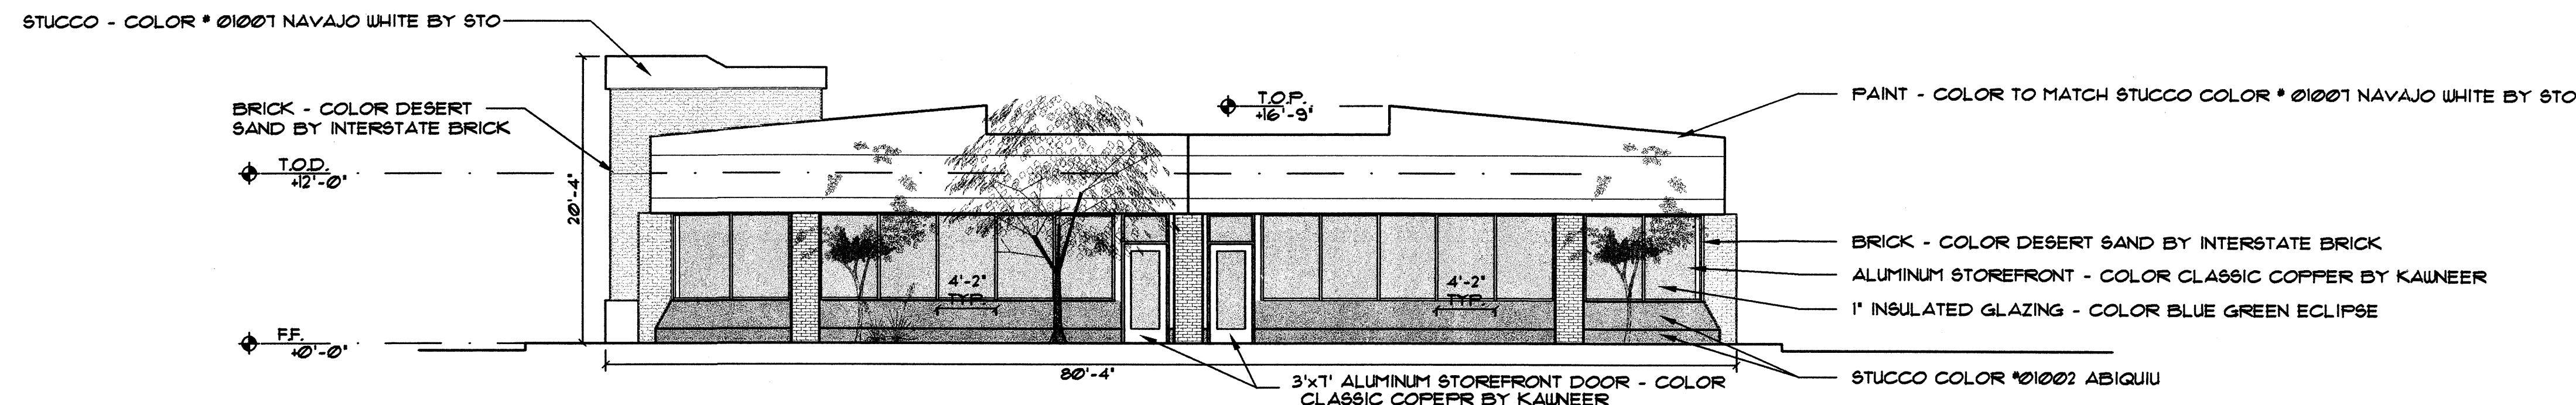 STUCCO - COLOR # 01007 NAVAJO WHITE BY STO
BRICK - COLOR DESERT
SAND BY INTERSTATE BRICK
T.O.D.
+12'-0"
20'-4"
F.F.
+0'-0"
T.O.P.
+16'-9"
4'-2"
TYP.
4'-2"
TYP.
80'-4"
3'x7' ALUMINUM STOREFRONT DOOR - COLOR
CLASSIC COPEPR BY KAWNEER
PAINT - COLOR TO MATCH STUCCO COLOR # 01007 NAVAJO WHITE BY STO
BRICK - COLOR DESERT SAND BY INTERSTATE BRICK
ALUMINUM STOREFRONT - COLOR CLASSIC COPPER BY KAWNEER
1" INSULATED GLAZING - COLOR BLUE GREEN ECLIPSE
STUCCO COLOR #01002 ABIQUIU